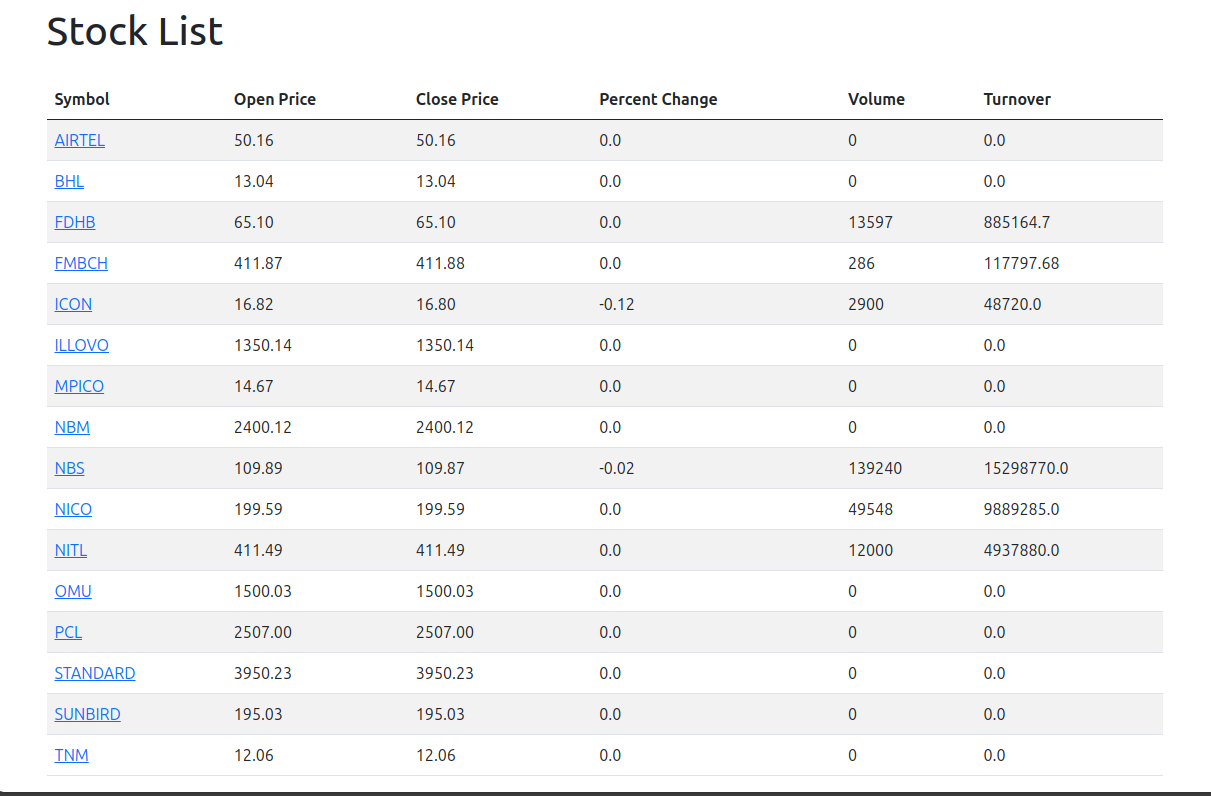 Stock List
Symbol Open Price Close Price Percent Change Volume Turnover
AIRTEL 50.16 50.16 0.0 0 0.0
BHL 13.04 13.04 0.0 0 0.0
FDHB 65.10 65.10 0.0 13597 885164.7
FMBCH 411.87 411.88 0.0 286 117797.68
ICON 16.82 16.80 -0.12 2900 48720.0
ILLOVO 1350.14 1350.14 0.0 0 0.0
MPICO 14.67 14.67 0.0 0 0.0
NBM 2400.12 2400.12 0.0 0 0.0
NBS 109.89 109.87 -0.02 139240 15298770.0
NICO 199.59 199.59 0.0 49548 9889285.0
NITL 411.49 411.49 0.0 12000 4937880.0
OMU 1500.03 1500.03 0.0 0 0.0
PCL 2507.00 2507.00 0.0 0 0.0
STANDARD 3950.23 3950.23 0.0 0 0.0
SUNBIRD 195.03 195.03 0.0 0 0.0
TNM 12.06 12.06 0.0 0 0.0